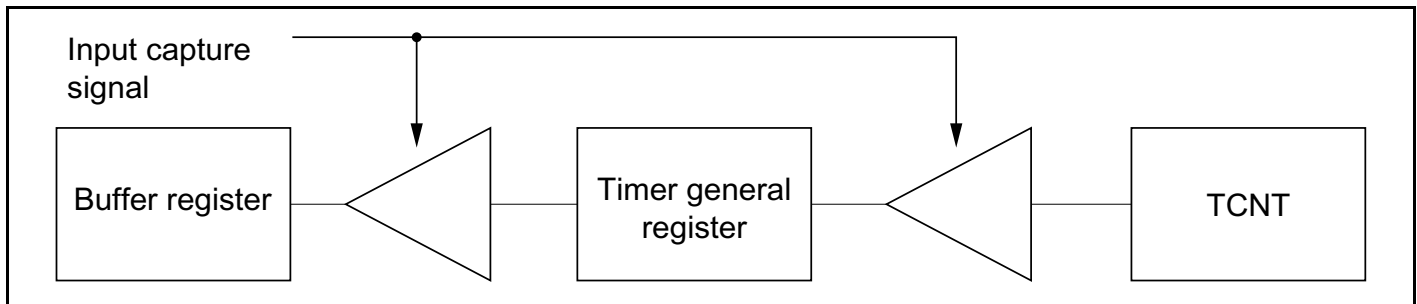 Input capture
signal
Buffer register
Timer general
register
TCNT